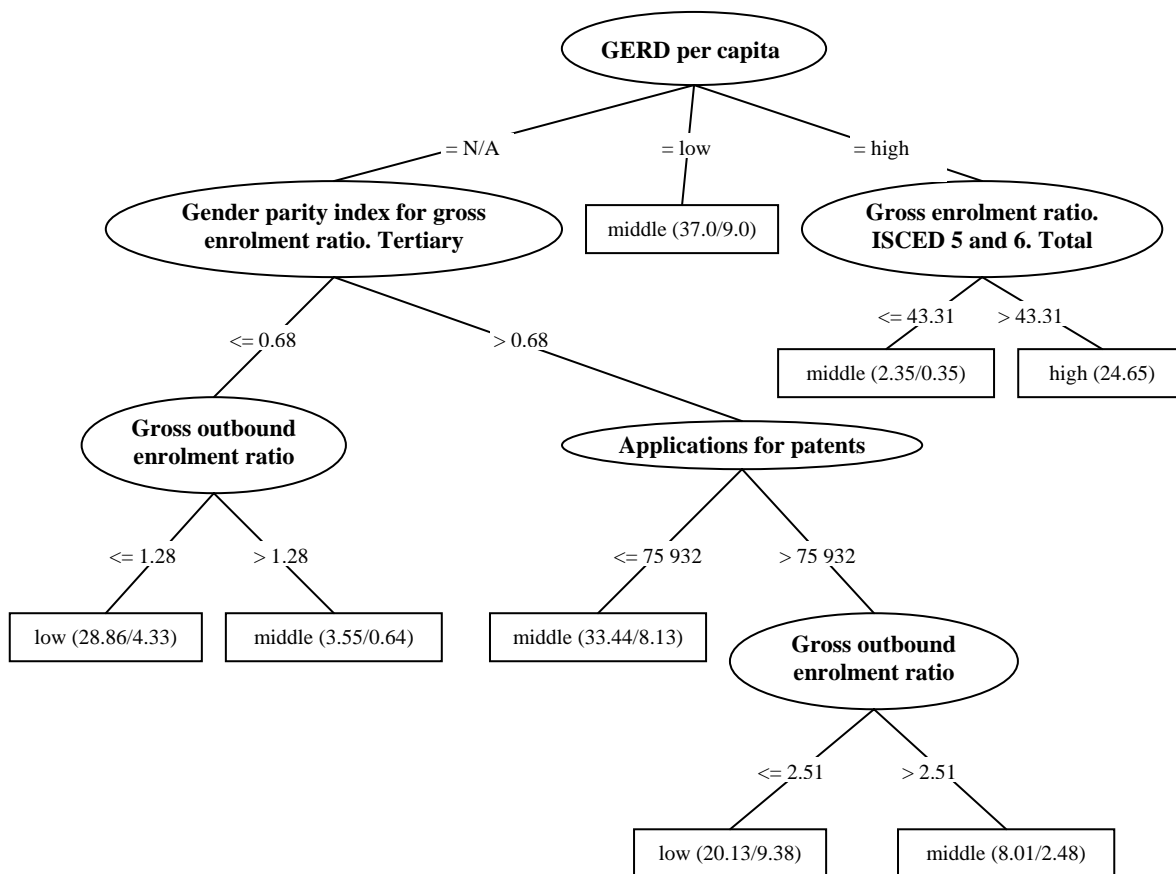 GERD per capita
= N/A
= low
= high
Gender parity index for gross
enrolment ratio. Tertiary
middle (37.0/9.0)
Gross enrolment ratio.
ISCED 5 and 6. Total
<= 43.31
> 43.31
<= 0.68
> 0.68
middle (2.35/0.35)
high (24.65)
Gross outbound
enrolment ratio
Applications for patents
<= 1.28
> 1.28
<= 75 932
> 75 932
low (28.86/4.33)
middle (3.55/0.64)
middle (33.44/8.13)
Gross outbound
enrolment ratio
<= 2.51
> 2.51
low (20.13/9.38)
middle (8.01/2.48)